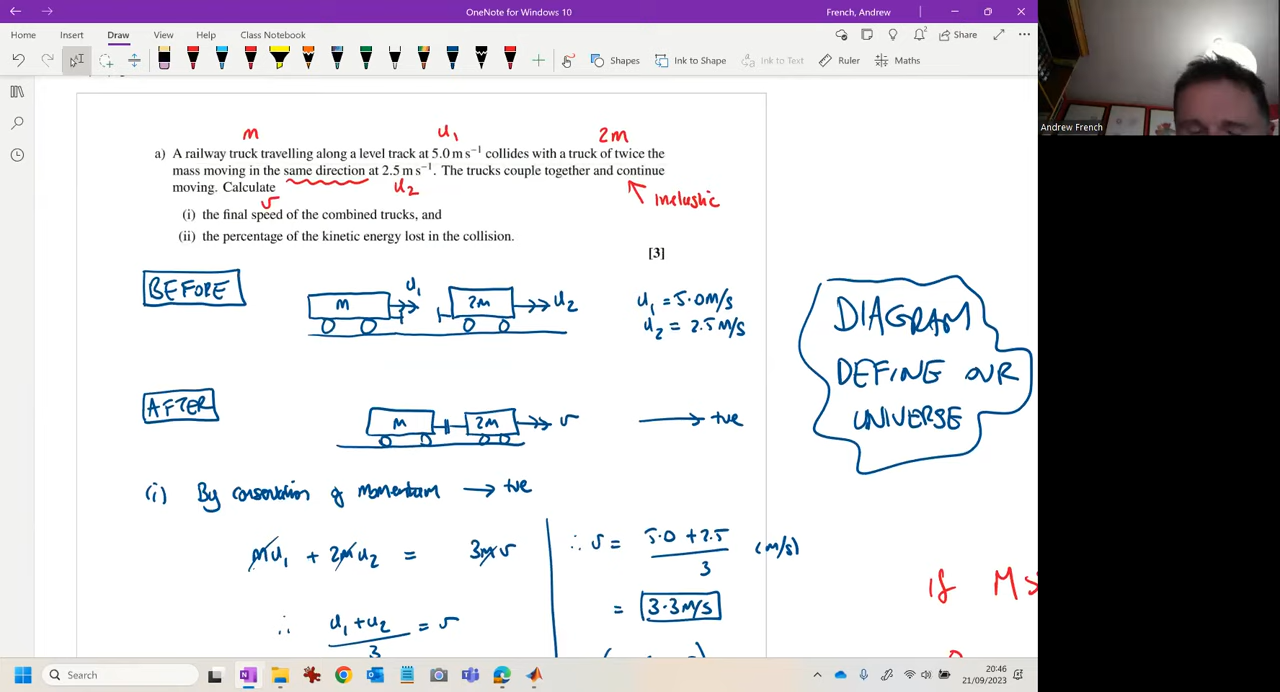 OneNote for Windows 10
French, Andrew
Home Insert Draw View Help Class Notebook
Share
Shapes Ink to Shape Ink to Text Ruler Maths
m u₁ 2m
a) A railway truck travelling along a level track at 5.0 m s⁻¹ collides with a truck of twice the
mass moving in the same direction at 2.5 m s⁻¹. The trucks couple together and continue
moving. Calculate
u₂
v
inelastic
(i) the final speed of the combined trucks, and
(ii) the percentage of the kinetic energy lost in the collision.
[3]
BEFORE
m u₁ 2m u₂
u₁ = 5.0 m/s
u₂ = 2.5 m/s
DIAGRAM
DEFINE OUR
UNIVERSE
AFTER
m 2m v
→ +ve
(i) By conservation of momentum → +ve
mu₁ + 2mu₂ = 3mv
∴ u₁+u₂/3 = v
∴ v = 5.0 + 2.5/3 (m/s)
= 3.3 m/s
if M
Andrew French
Search
20:46
21/09/2023